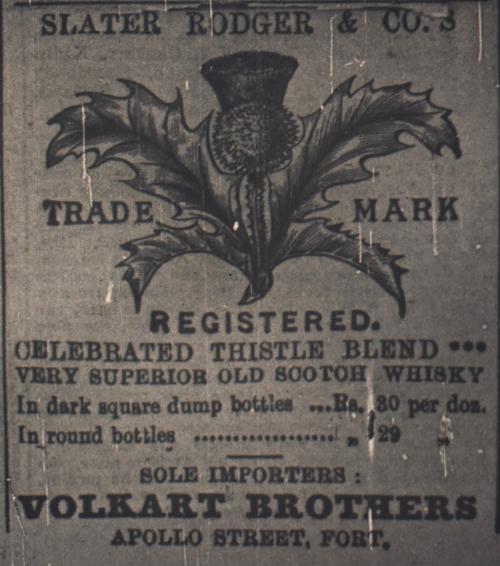 SLATER RODGER & CO.'S
TRADE MARK
REGISTERED.
CELEBRATED THISTLE BLEND •••
VERY SUPERIOR OLD SCOTCH WHISKY
In dark square dump bottles ...Rs. 30 per doz.
In round bottles ........................ „ 29 „
SOLE IMPORTERS :
VOLKART BROTHERS
APOLLO STREET, FORT,